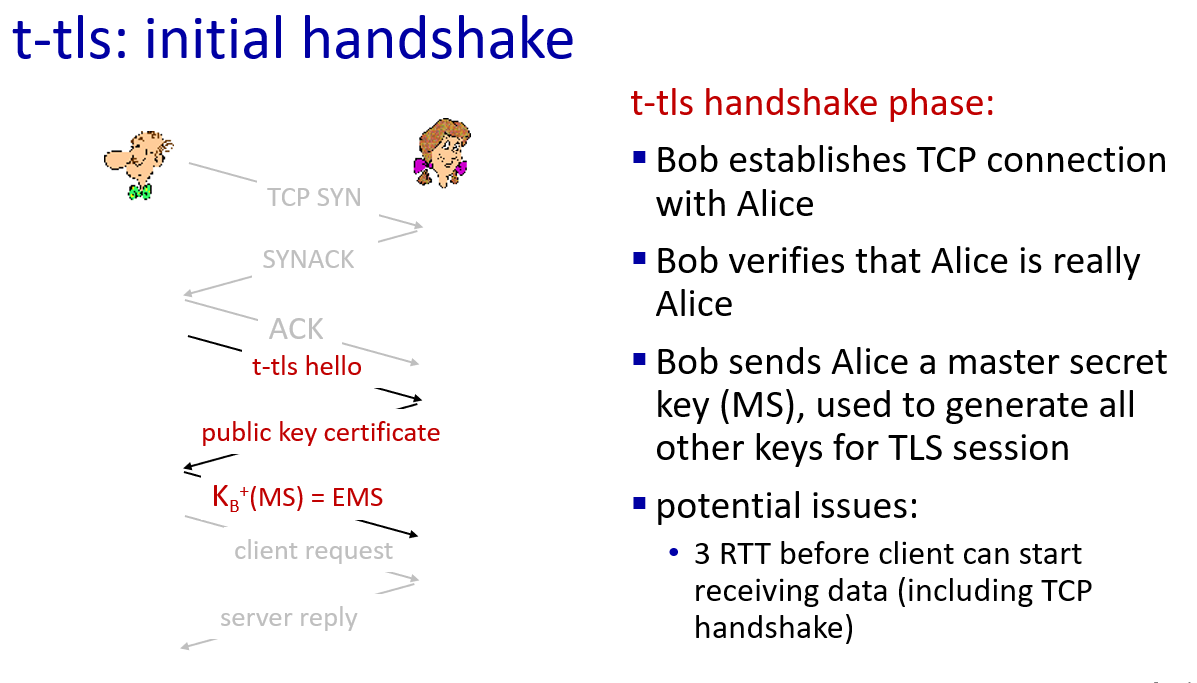 t-tls: initial handshake
TCP SYN
SYNACK
ACK
t-tls hello
public key certificate
K_B⁺(MS) = EMS
client request
server reply
t-tls handshake phase:
▪ Bob establishes TCP connection
with Alice
▪ Bob verifies that Alice is really
Alice
▪ Bob sends Alice a master secret
key (MS), used to generate all
other keys for TLS session
▪ potential issues:
• 3 RTT before client can start
receiving data (including TCP
handshake)